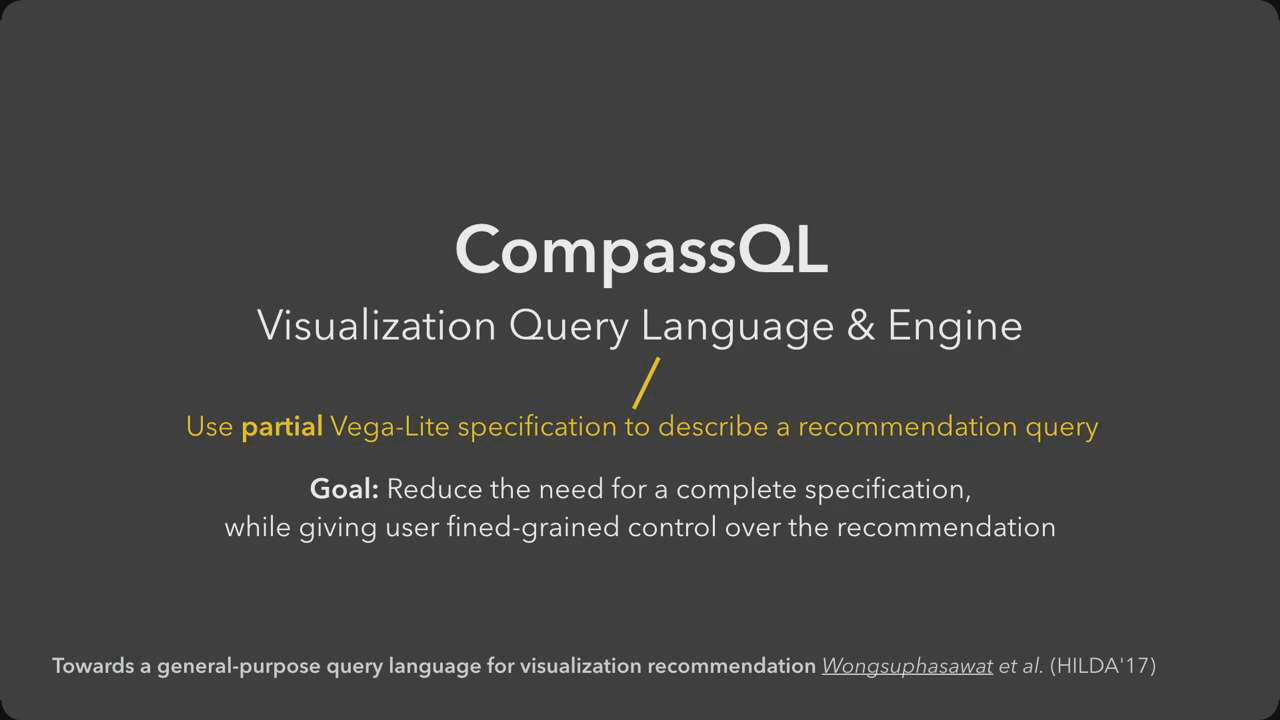 CompassQL
Visualization Query Language & Engine
Use partial Vega-Lite specification to describe a recommendation query
Goal: Reduce the need for a complete specification,
while giving user fined-grained control over the recommendation
Towards a general-purpose query language for visualization recommendation Wongsuphasawat et al. (HILDA'17)